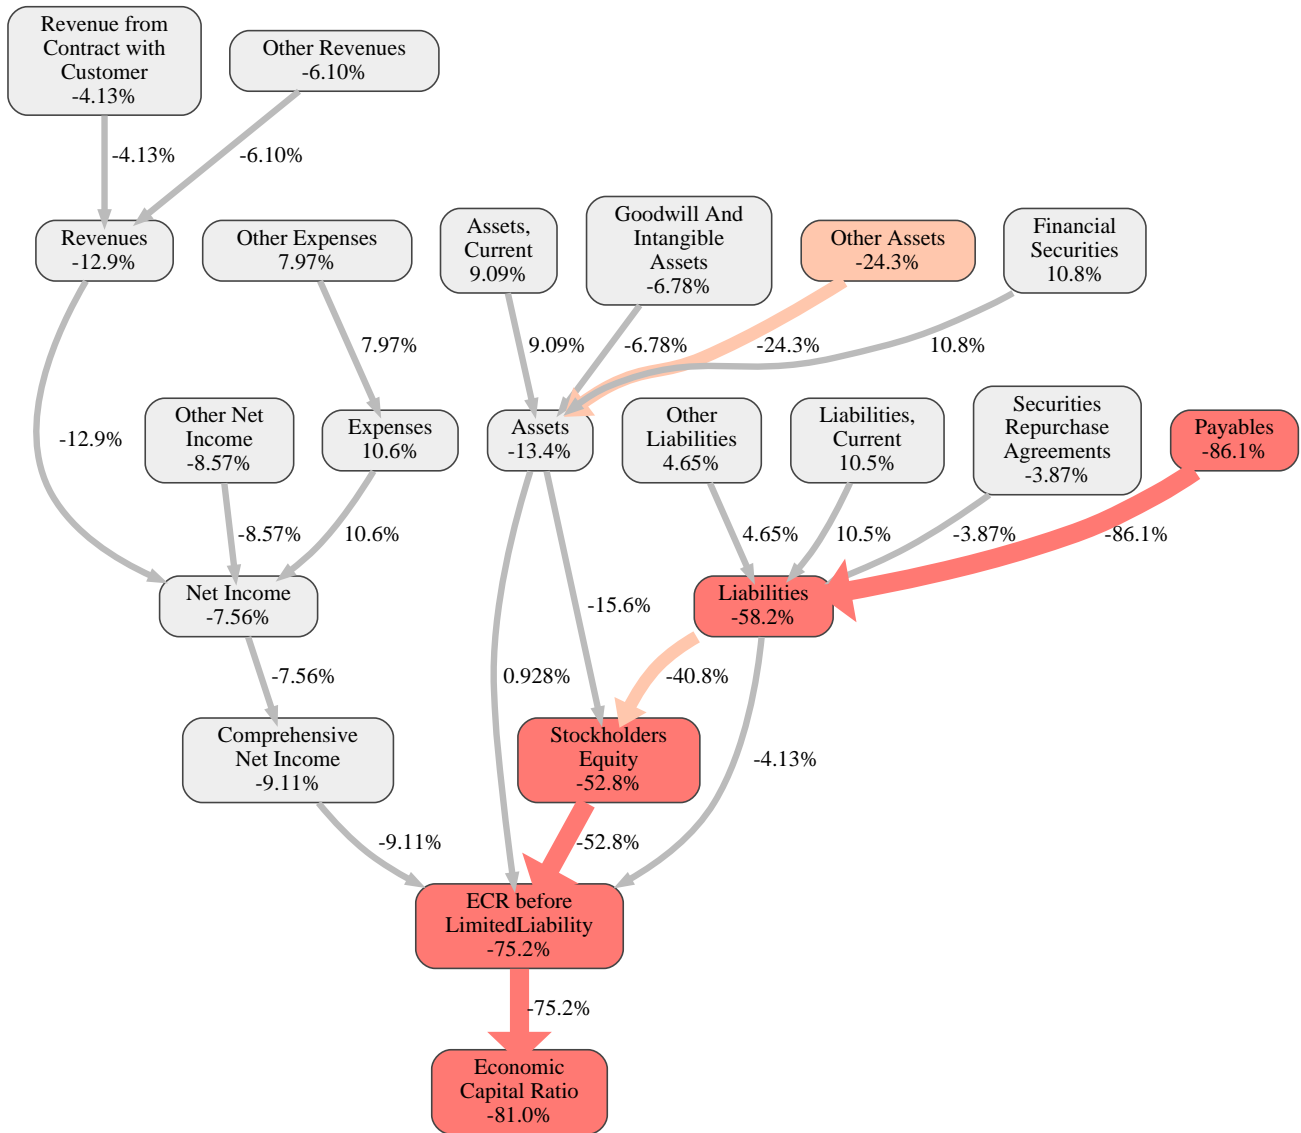 Revenue from
Contract with
Customer
-4.13%
Other Revenues
-6.10%
-4.13%
-6.10%
Revenues
-12.9%
Other Expenses
7.97%
Assets,
Current
9.09%
Goodwill And
Intangible
Assets
-6.78%
Other Assets
-24.3%
Financial
Securities
10.8%
7.97%
9.09%
-6.78%
-24.3%
10.8%
-12.9%
Other Net
Income
-8.57%
Expenses
10.6%
Assets
-13.4%
Other
Liabilities
4.65%
Liabilities,
Current
10.5%
Securities
Repurchase
Agreements
-3.87%
Payables
-86.1%
-8.57%
10.6%
4.65%
10.5%
-3.87%
-86.1%
Net Income
-7.56%
-15.6%
Liabilities
-58.2%
-7.56%
0.928%
-40.8%
Comprehensive
Net Income
-9.11%
Stockholders
Equity
-52.8%
-4.13%
-9.11%
-52.8%
ECR before
LimitedLiability
-75.2%
-75.2%
Economic
Capital Ratio
-81.0%